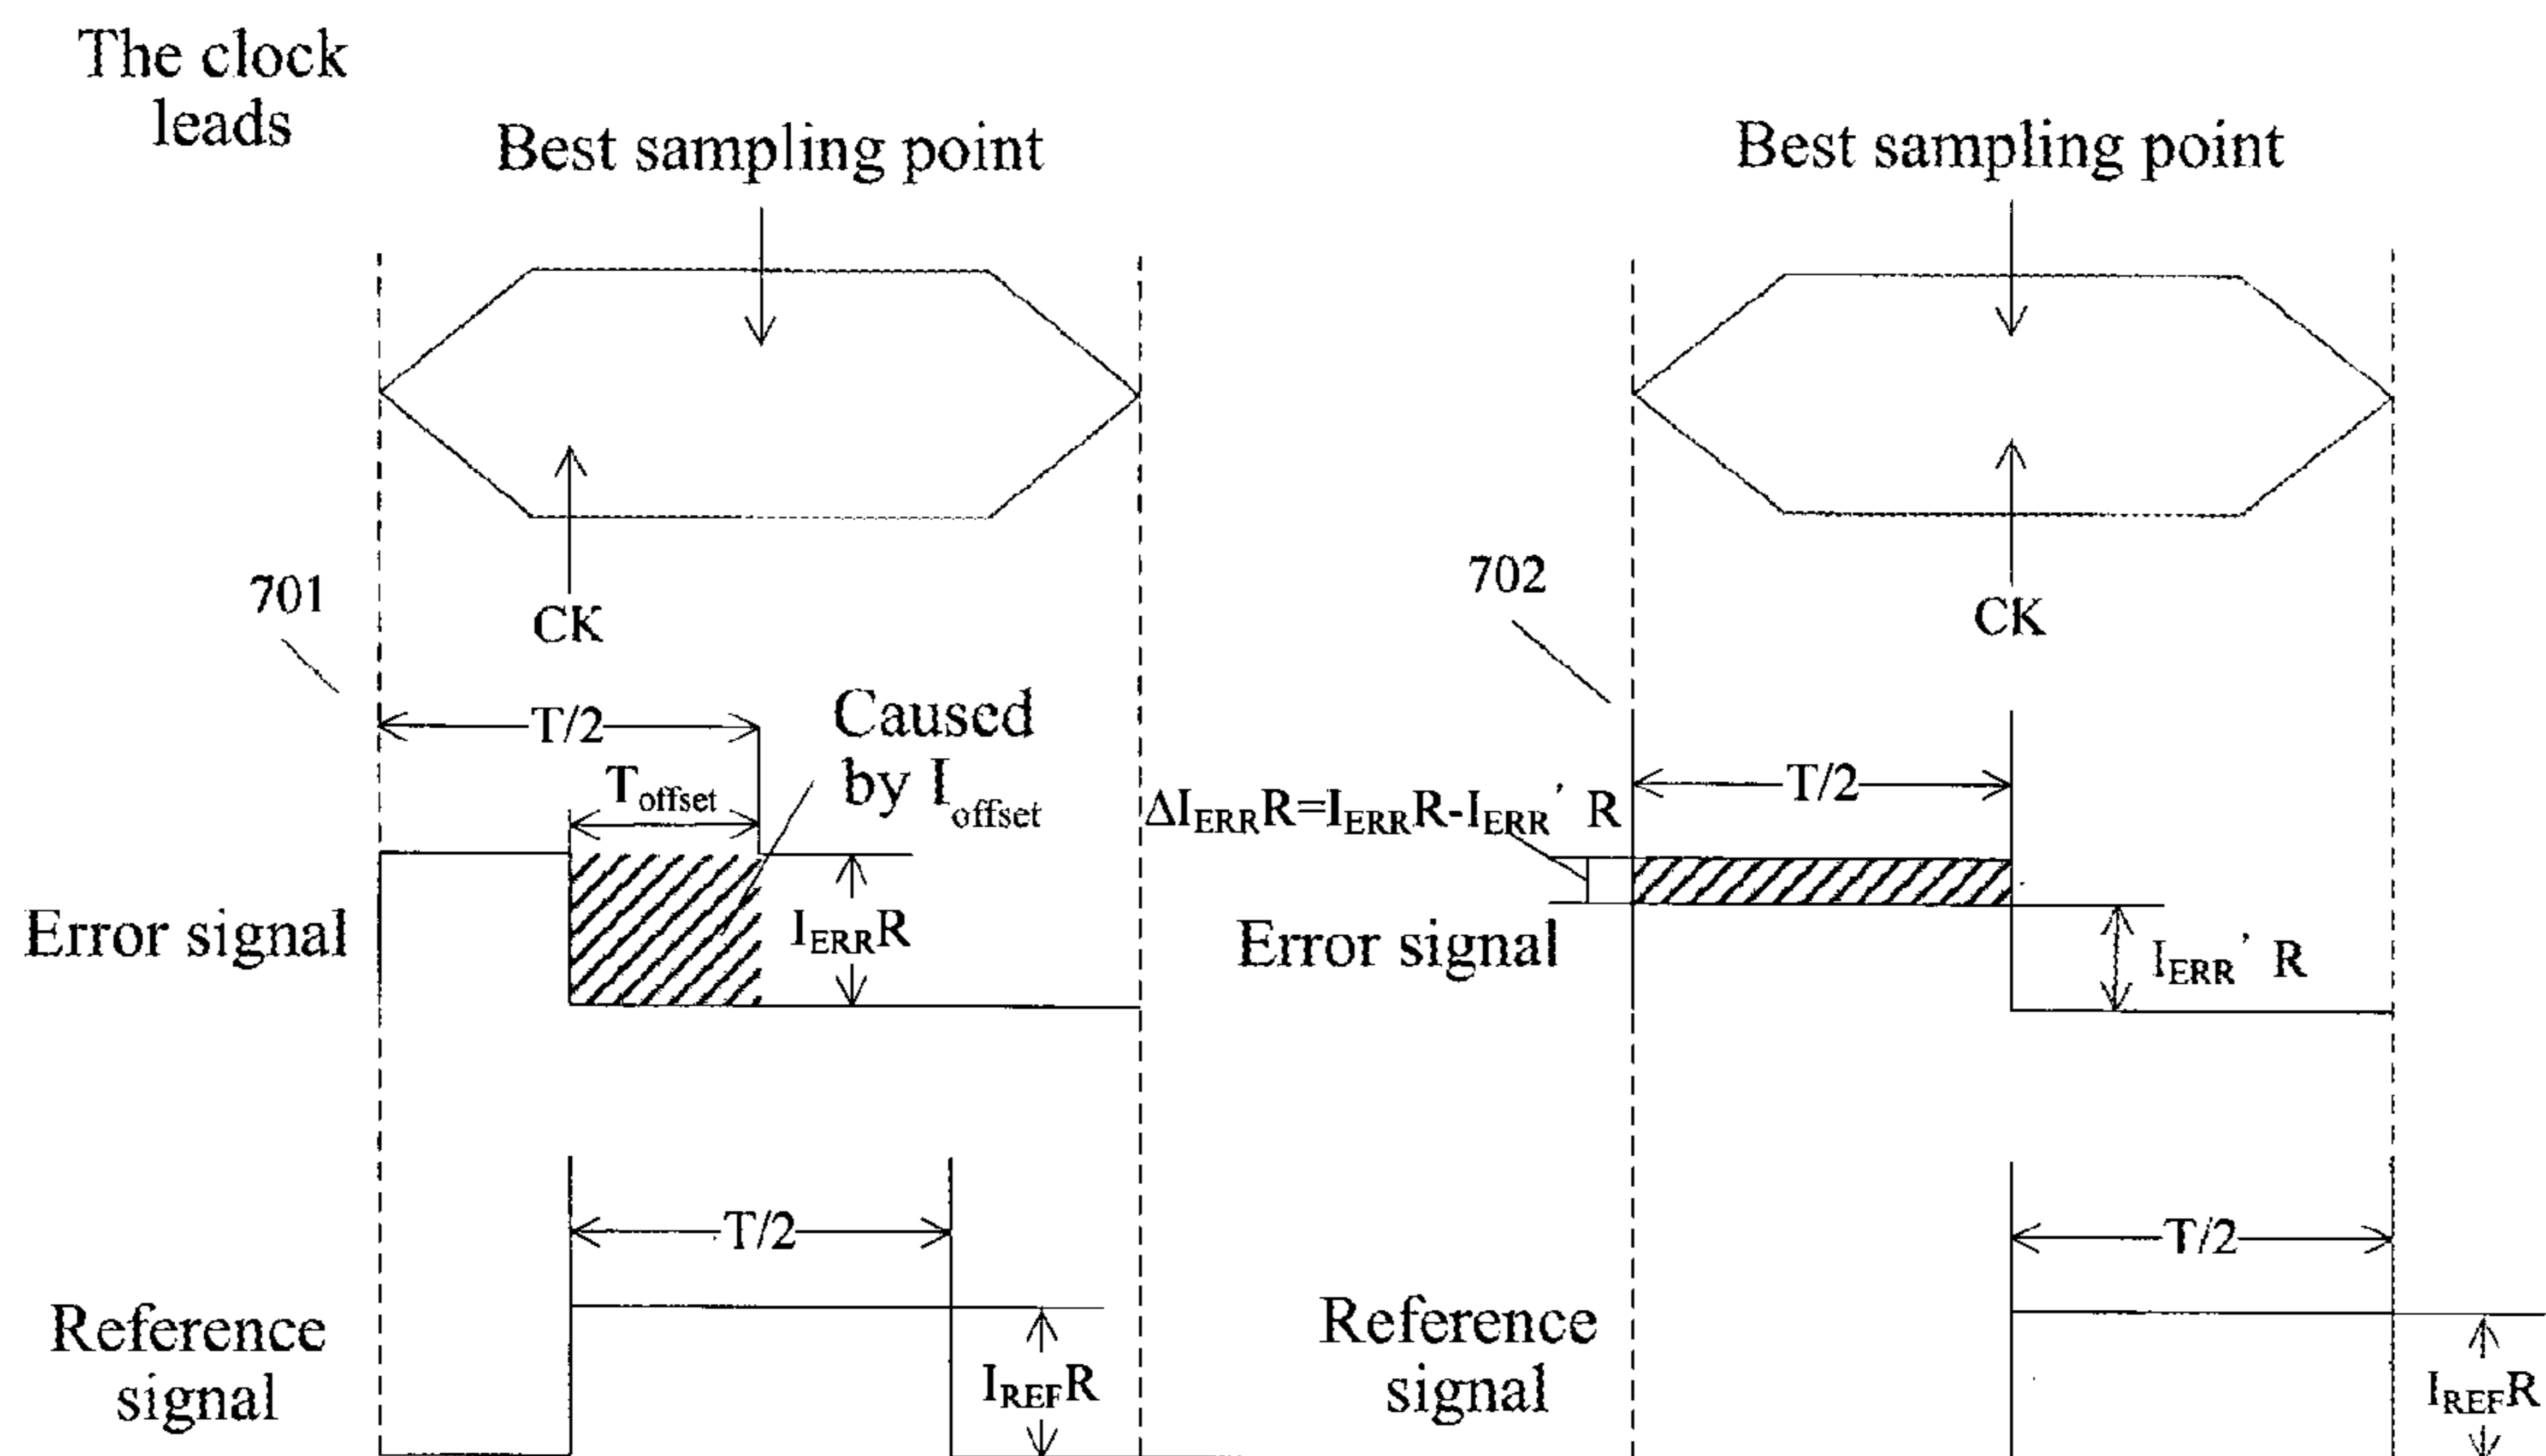 The clock
leads
Best sampling point
Best sampling point
701
CK
702
CK
T/2
Caused
by I_offset
T_offset
T/2
ΔI_ERR R=I_ERR R-I_ERR' R
Error signal
I_ERR R
Error signal
I_ERR' R
T/2
T/2
Reference
signal
I_REF R
Reference
signal
I_REF R